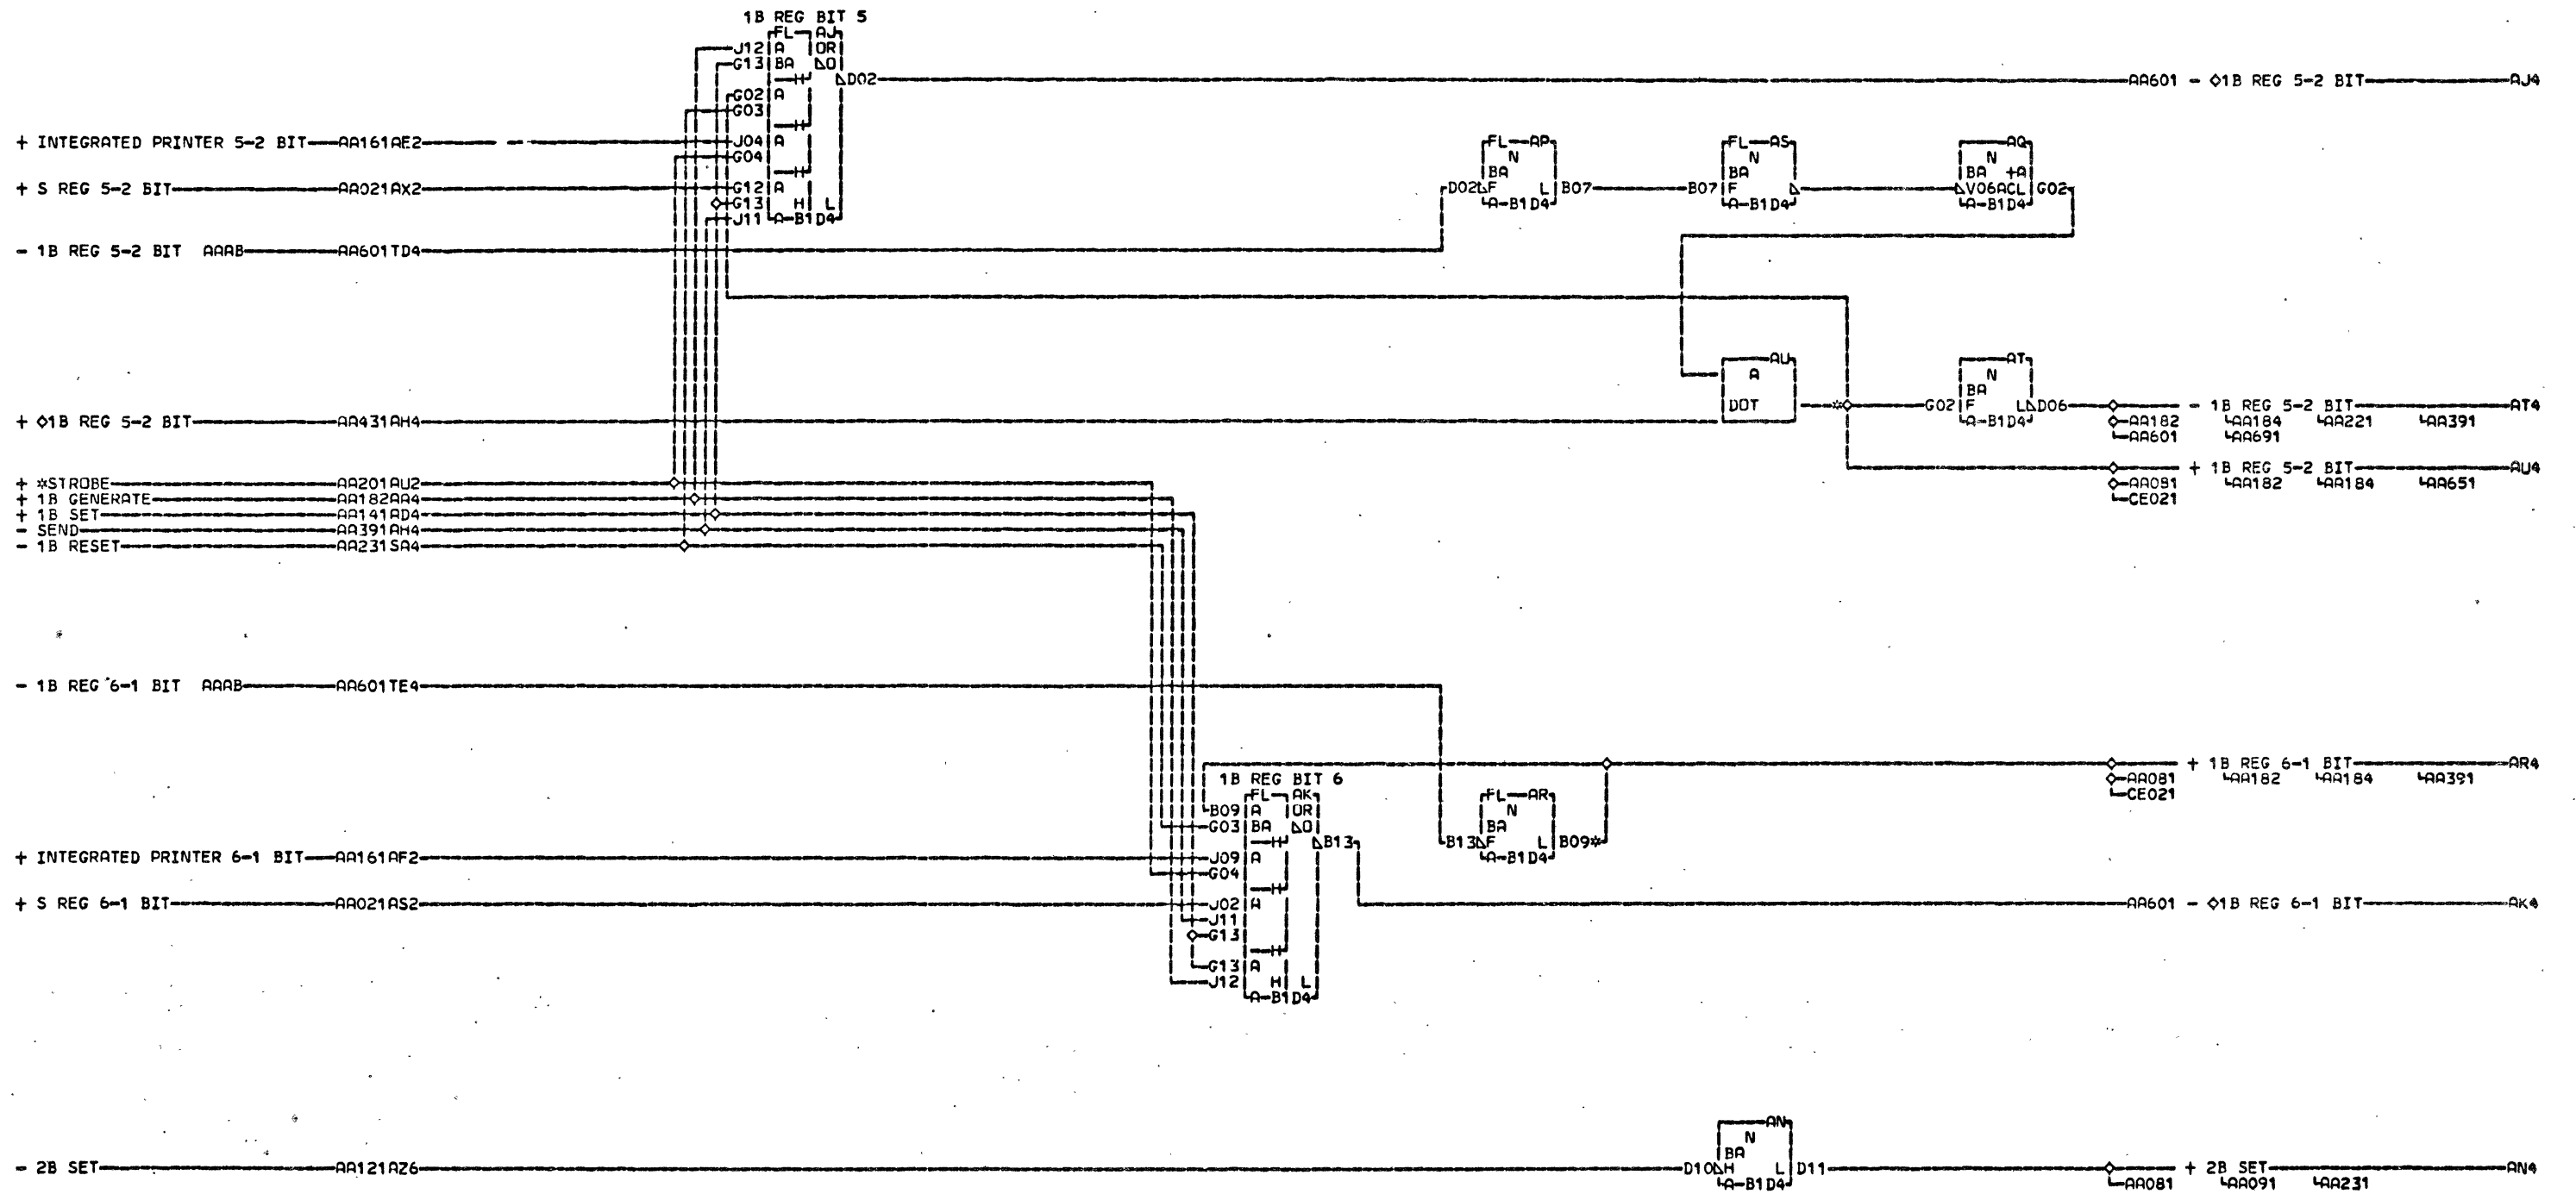 1B REG BIT 5
FL AJ
J12 A OR
G13 BA DO
H D02 AA601 - ◇1B REG 5-2 BIT AJ4
G02 A
G03
H
+ INTEGRATED PRINTER 5-2 BIT AA161AE2 J04 A FL AP FL AS AQ
G04 N N N
H BA BA BA +A
+ S REG 5-2 BIT AA021AX2 G12 A D02 F L B07 B07 F V06ACL G02
G13 H L A-B1D4 A-B1D4 A-B1D4
J11 A-B1D4
- 1B REG 5-2 BIT AAAB AA601TD4
AU AT
A N
BA
DOT * G02 F L D06 - 1B REG 5-2 BIT AT4
+ ◇1B REG 5-2 BIT AA431AH4 A-B1D4 AA182 AA184 AA221 AA391
AA601 AA691
+ 1B REG 5-2 BIT AU4
+ *STROBE AA201AU2 AA081 AA182 AA184 AA651
+ 1B GENERATE AA182AA4 CE021
+ 1B SET AA141AD4
- SEND AA391AH4
- 1B RESET AA231SA4
- 1B REG 6-1 BIT AAAB AA601TE4
+ 1B REG 6-1 BIT AR4
1B REG BIT 6 AA081 AA182 AA184 AA391
FL AK FL AR CE021
B09 A OR N
G03 BA DO BA
H B13 B13 F L B09*
+ INTEGRATED PRINTER 6-1 BIT AA161AF2 J09 A A-B1D4
G04
H
+ S REG 6-1 BIT AA021AS2 J02 A AA601 - ◇1B REG 6-1 BIT AK4
J11
G13
H
G13 A
J12 H L
A-B1D4
AN
N
BA
- 2B SET AA121AZ6 D10 H L D11 + 2B SET AN4
A-B1D4 AA081 AA091 AA231